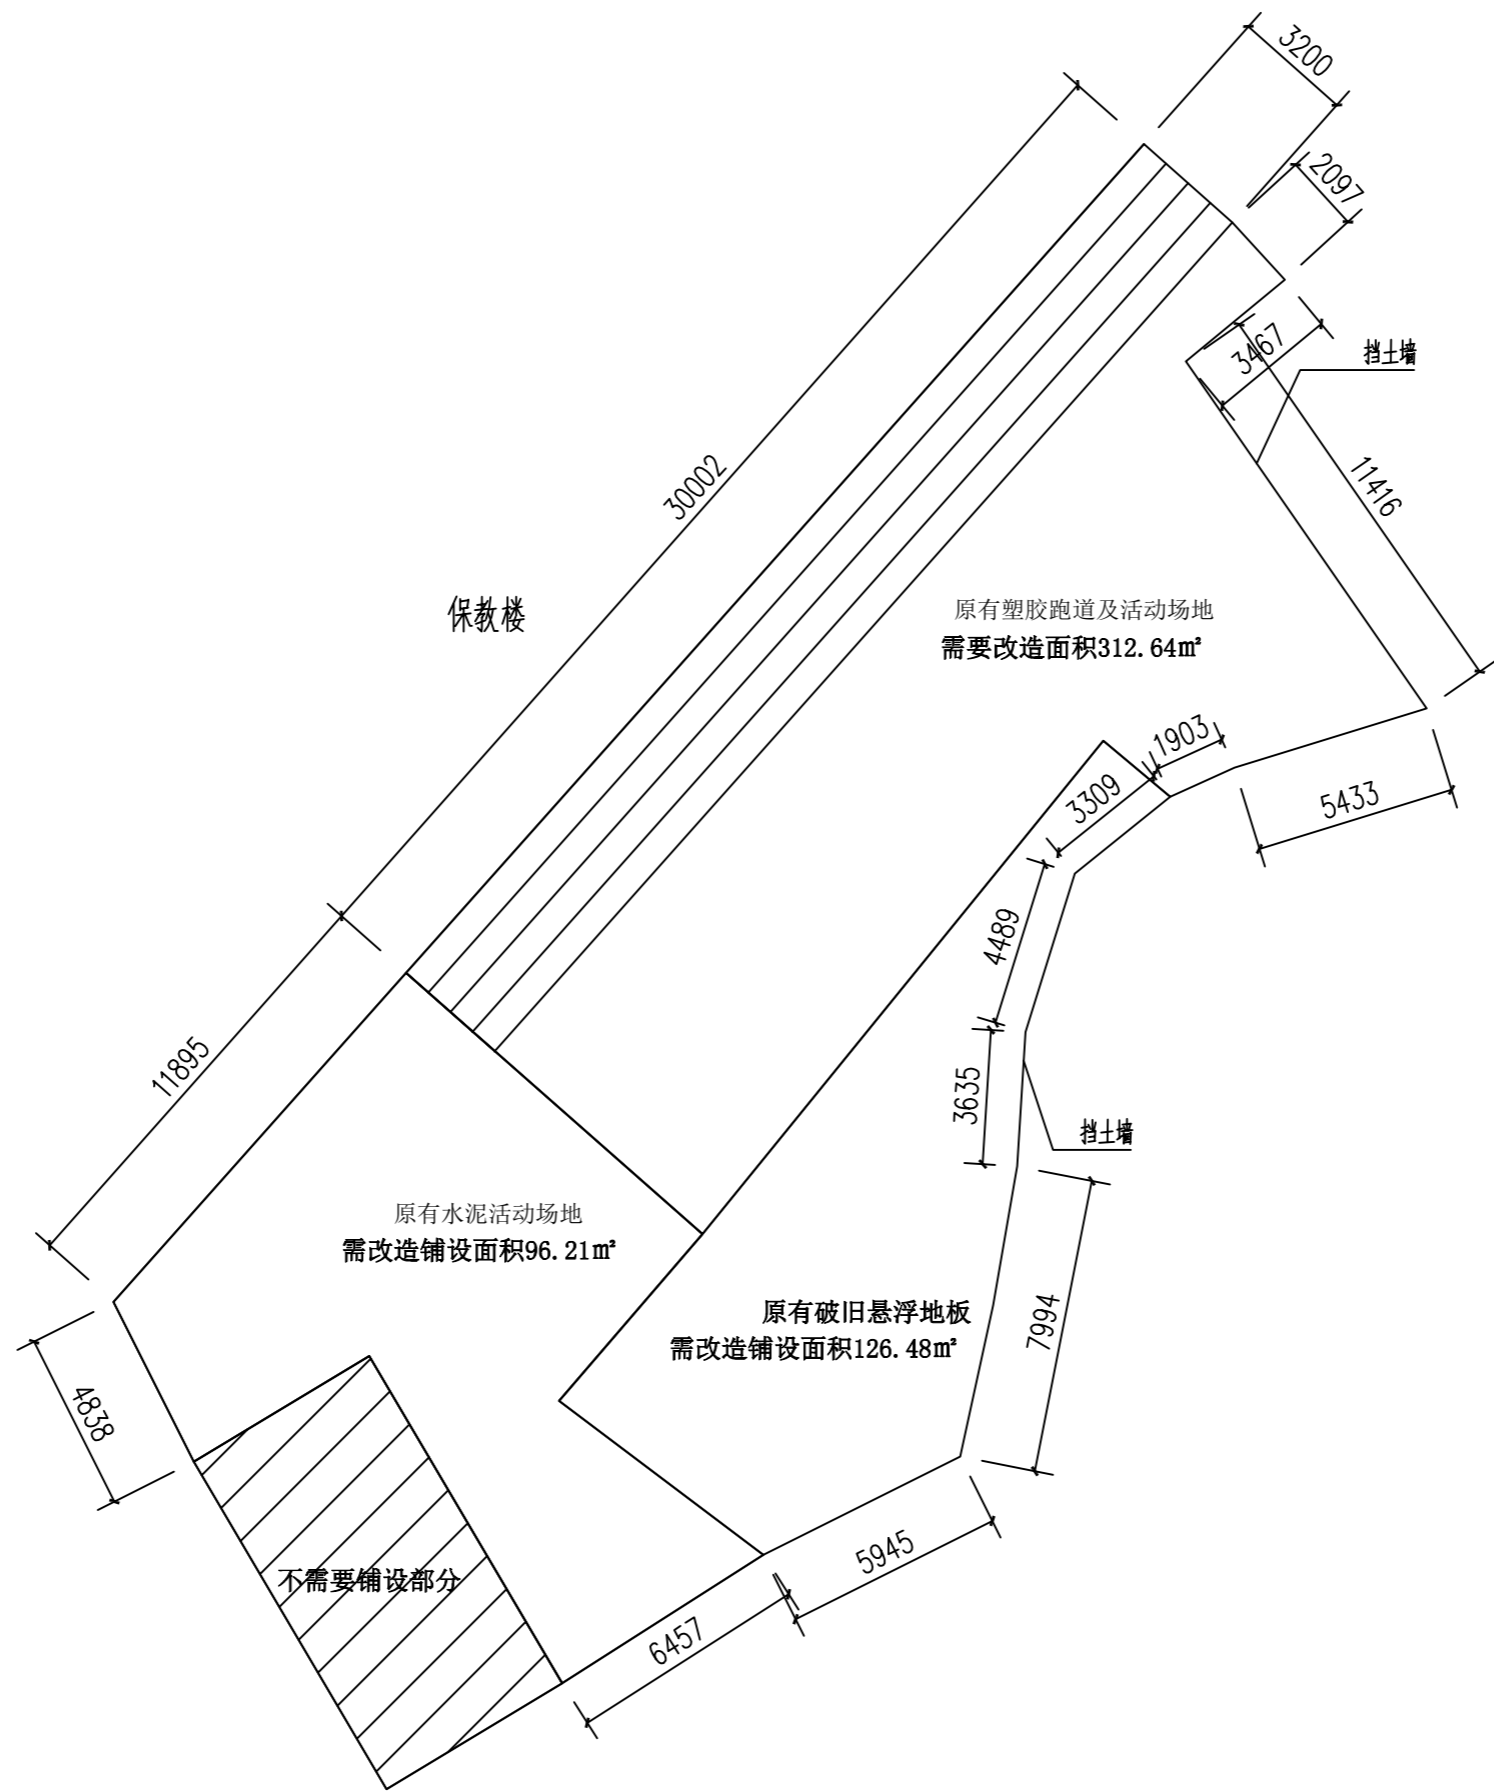 3200
2097
3467
挡土墙
30002
11416
保教楼
原有塑胶跑道及活动场地
需要改造面积312.64㎡
1903
3309
5433
4489
11895
3635
挡土墙
原有水泥活动场地
需改造铺设面积96.21㎡
原有破旧悬浮地板
需改造铺设面积126.48㎡
7994
4838
5945
不需要铺设部分
6457